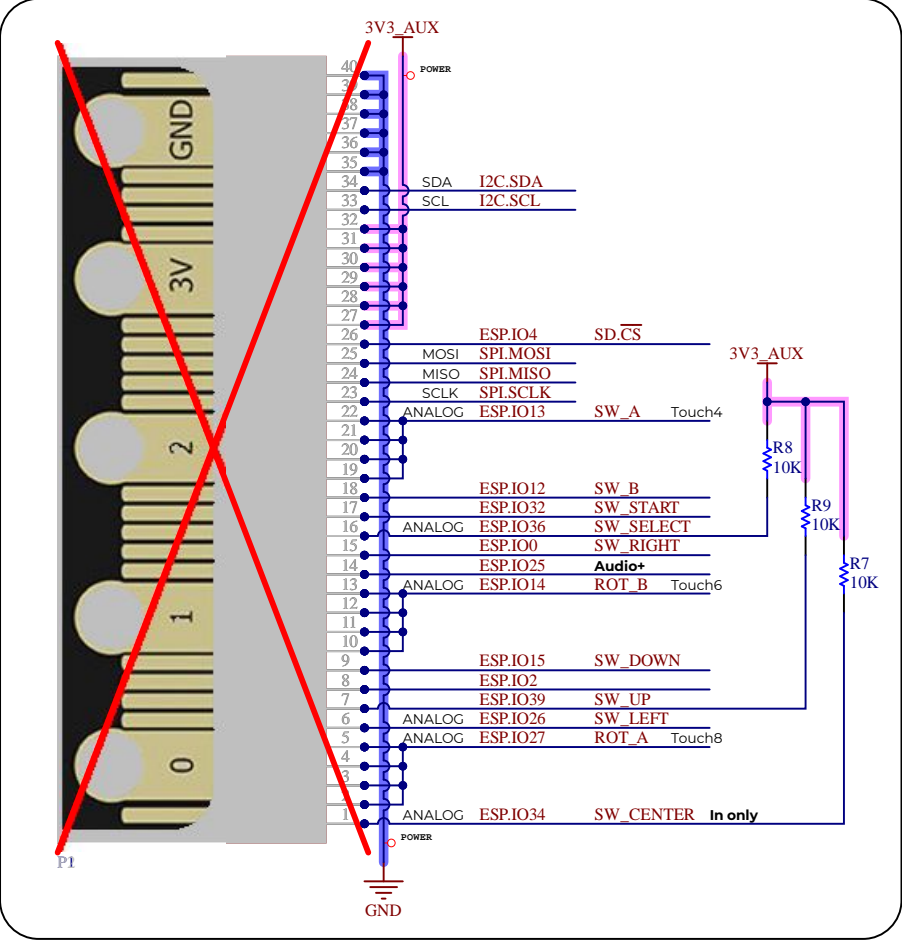 3V3_AUX
POWER
GND
3V
2
1
0
40
39
38
37
36
35
34 SDA I2C.SDA
33 SCL I2C.SCL
32
31
30
29
28
27
26 ESP.IO4 SD.C̅S̅
25 MOSI SPI.MOSI
24 MISO SPI.MISO
23 SCLK SPI.SCLK
22 ANALOG ESP.IO13 SW_A Touch4
21
20
19
18 ESP.IO12 SW_B
17 ESP.IO32 SW_START
16 ANALOG ESP.IO36 SW_SELECT
15 ESP.IO0 SW_RIGHT
14 ESP.IO25 Audio+
13 ANALOG ESP.IO14 ROT_B Touch6
12
11
10
9 ESP.IO15 SW_DOWN
8 ESP.IO2
7 ESP.IO39 SW_UP
6 ANALOG ESP.IO26 SW_LEFT
5 ANALOG ESP.IO27 ROT_A Touch8
4
3
2
1 ANALOG ESP.IO34 SW_CENTER In only
3V3_AUX
R8
10K
R9
10K
R7
10K
POWER
GND